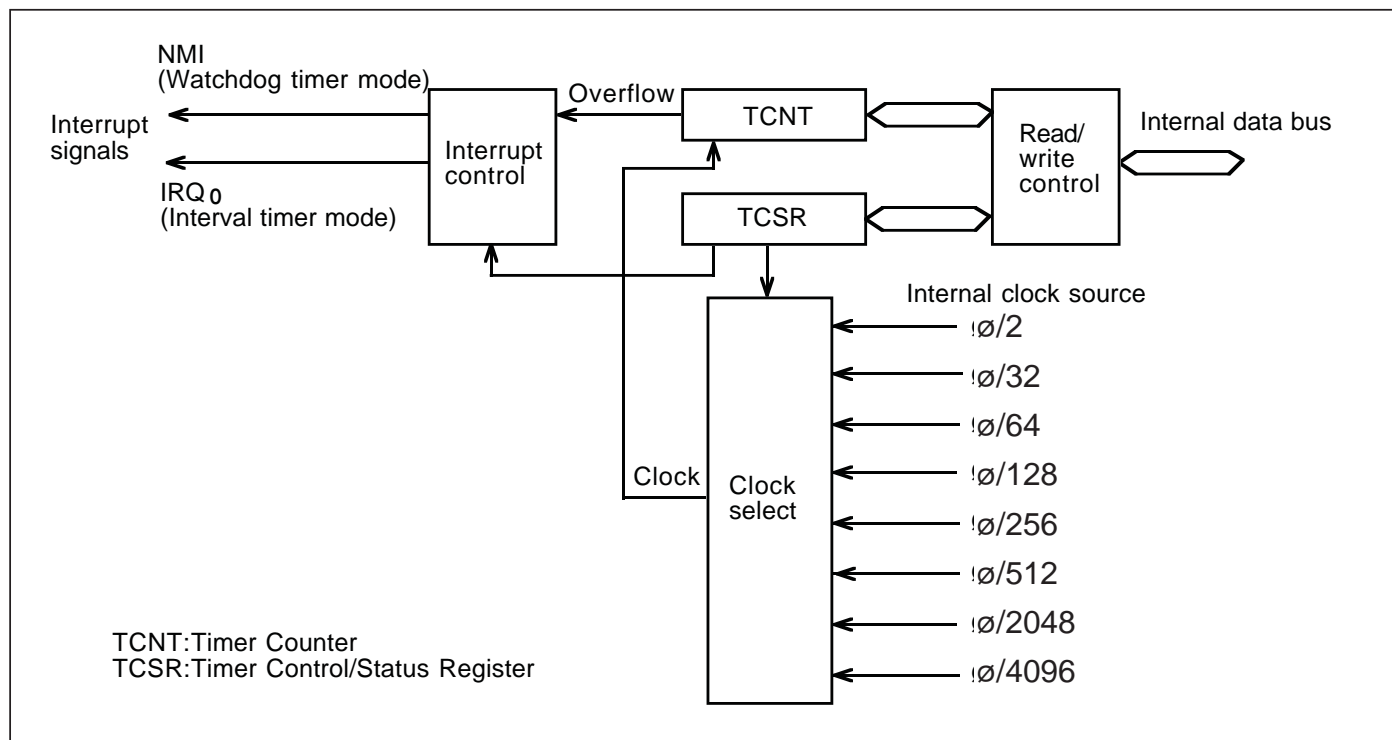 NMI
(Watchdog timer mode)
Interrupt
signals
IRQ0
(Interval timer mode)
Interrupt
control
Overflow
TCNT
TCSR
Read/
write
control
Internal data bus
Internal clock source
ø/2
ø/32
ø/64
ø/128
ø/256
ø/512
ø/2048
ø/4096
Clock
Clock
select
TCNT:Timer Counter
TCSR:Timer Control/Status Register